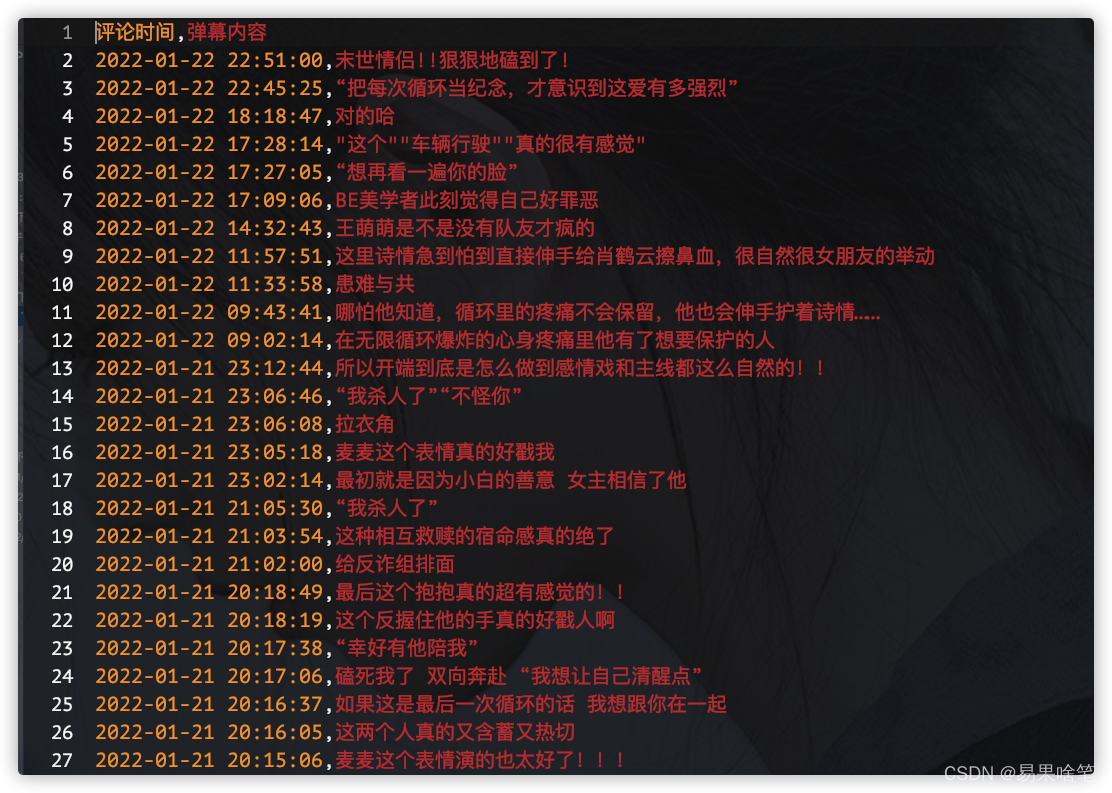 1 评论时间,弹幕内容
2 2022-01-22 22:51:00,末世情侣!!狠狠地磕到了!
3 2022-01-22 22:45:25,“把每次循环当纪念，才意识到这爱有多强烈”
4 2022-01-22 18:18:47,对的哈
5 2022-01-22 17:28:14,"这个""车辆行驶""真的很有感觉"
6 2022-01-22 17:27:05,“想再看一遍你的脸”
7 2022-01-22 17:09:06,BE美学者此刻觉得自己好罪恶
8 2022-01-22 14:32:43,王萌萌是不是没有队友才疯的
9 2022-01-22 11:57:51,这里诗情急到怕到直接伸手给肖鹤云擦鼻血，很自然很女朋友的举动
10 2022-01-22 11:33:58,患难与共
11 2022-01-22 09:43:41,哪怕他知道，循环里的疼痛不会保留，他也会伸手护着诗情……
12 2022-01-22 09:02:14,在无限循环爆炸的心身疼痛里他有了想要保护的人
13 2022-01-21 23:12:44,所以开端到底是怎么做到感情戏和主线都这么自然的！！
14 2022-01-21 23:06:46,“我杀人了”“不怪你”
15 2022-01-21 23:06:08,拉衣角
16 2022-01-21 23:05:18,麦麦这个表情真的好戳我
17 2022-01-21 23:02:14,最初就是因为小白的善意 女主相信了他
18 2022-01-21 21:05:30,“我杀人了”
19 2022-01-21 21:03:54,这种相互救赎的宿命感真的绝了
20 2022-01-21 21:02:00,给反诈组排面
21 2022-01-21 20:18:49,最后这个抱抱真的超有感觉的！！
22 2022-01-21 20:18:19,这个反握住他的手真的好戳人啊
23 2022-01-21 20:17:38,“幸好有他陪我”
24 2022-01-21 20:17:06,磕死我了 双向奔赴 “我想让自己清醒点”
25 2022-01-21 20:16:37,如果这是最后一次循环的话 我想跟你在一起
26 2022-01-21 20:16:05,这两个人真的又含蓄又热切
27 2022-01-21 20:15:06,麦麦这个表情演的也太好了！！！
CSDN @易果啥笔